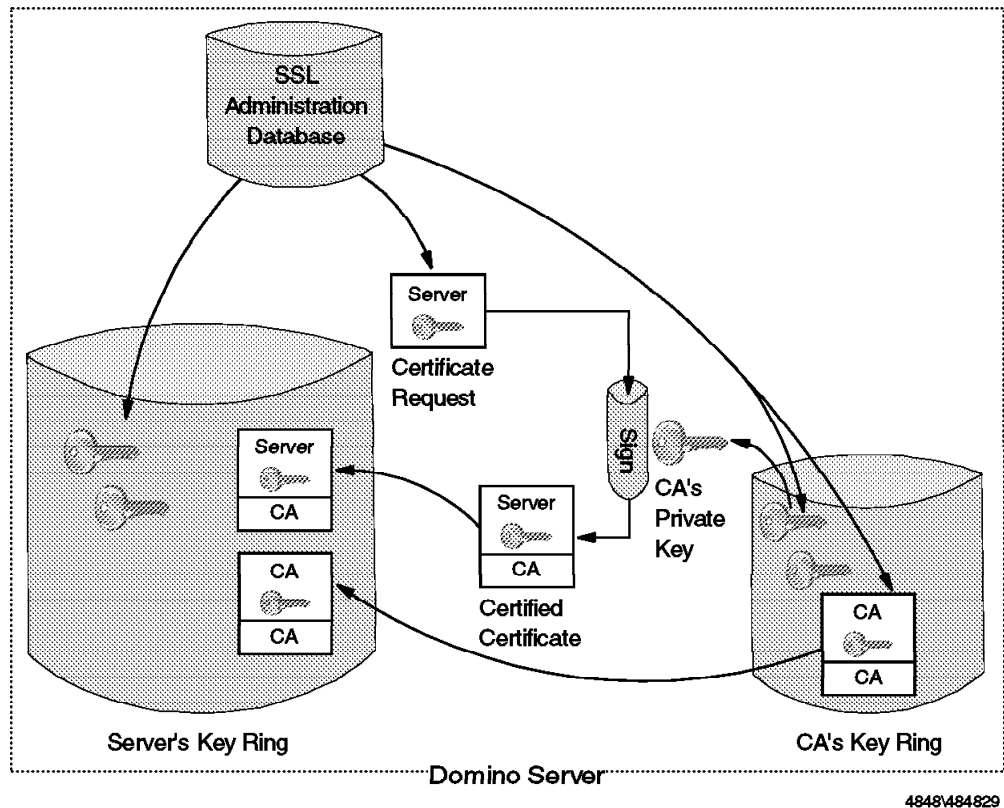 SSL
Administration
Database
Server
Certificate
Request
Sign
CA's
Private
Key
Server
CA
CA
CA
Server
CA
Certified
Certificate
CA
CA
Server's Key Ring
CA's Key Ring
Domino Server
4848\484829